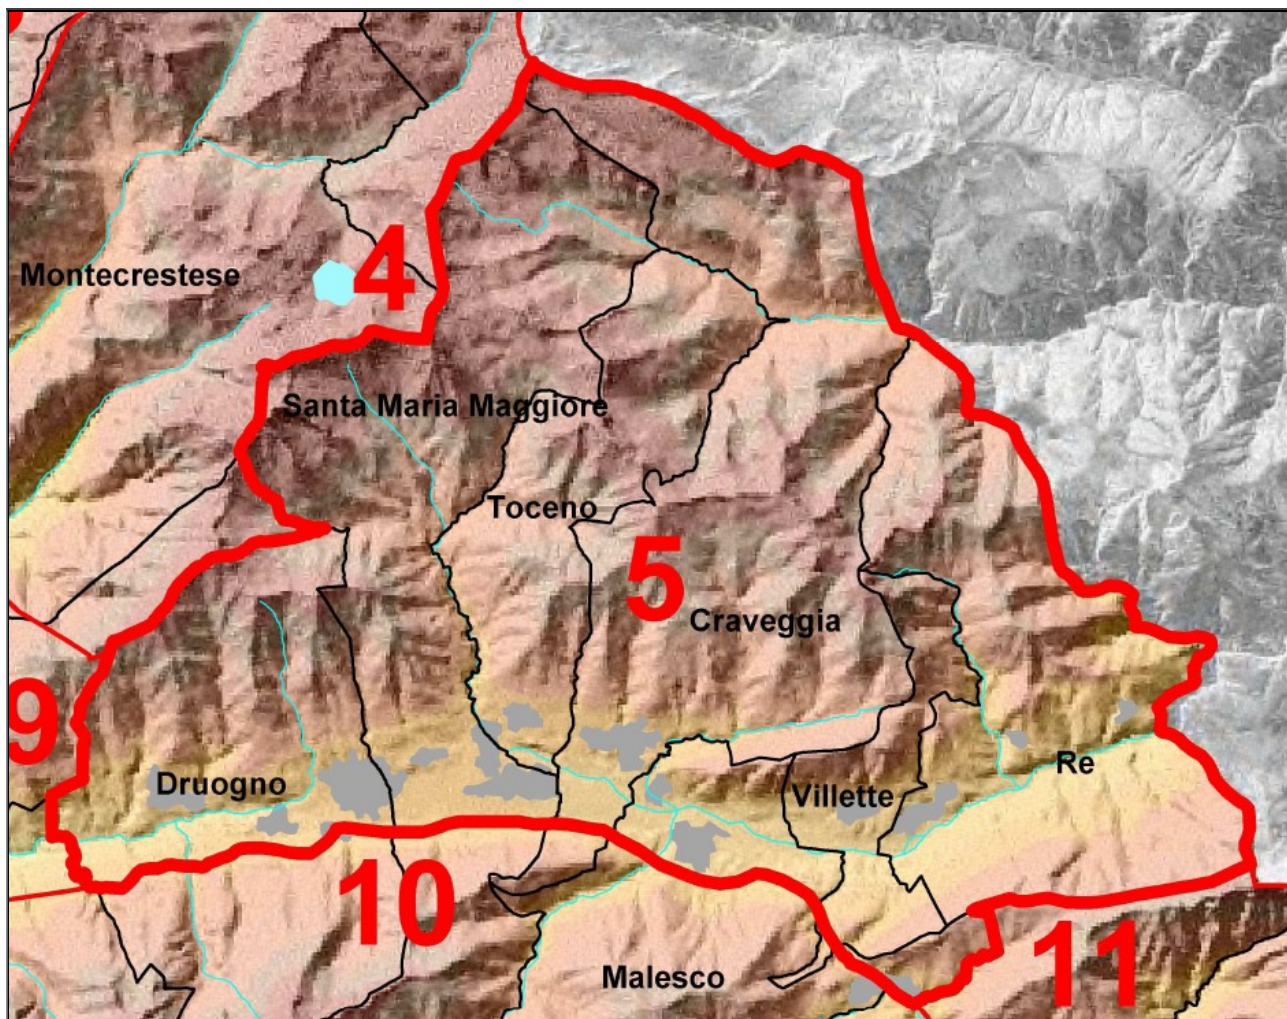 Montecrestese
4
Santa Maria Maggiore
Toceno
5
Craveggia
9
Druogno
Villette
Re
10
11
Malesco